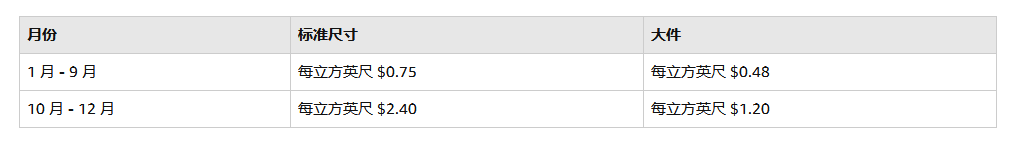 月份 标准尺寸 大件
1 月 - 9 月 每立方英尺 $0.75 每立方英尺 $0.48
10 月 - 12 月 每立方英尺 $2.40 每立方英尺 $1.20